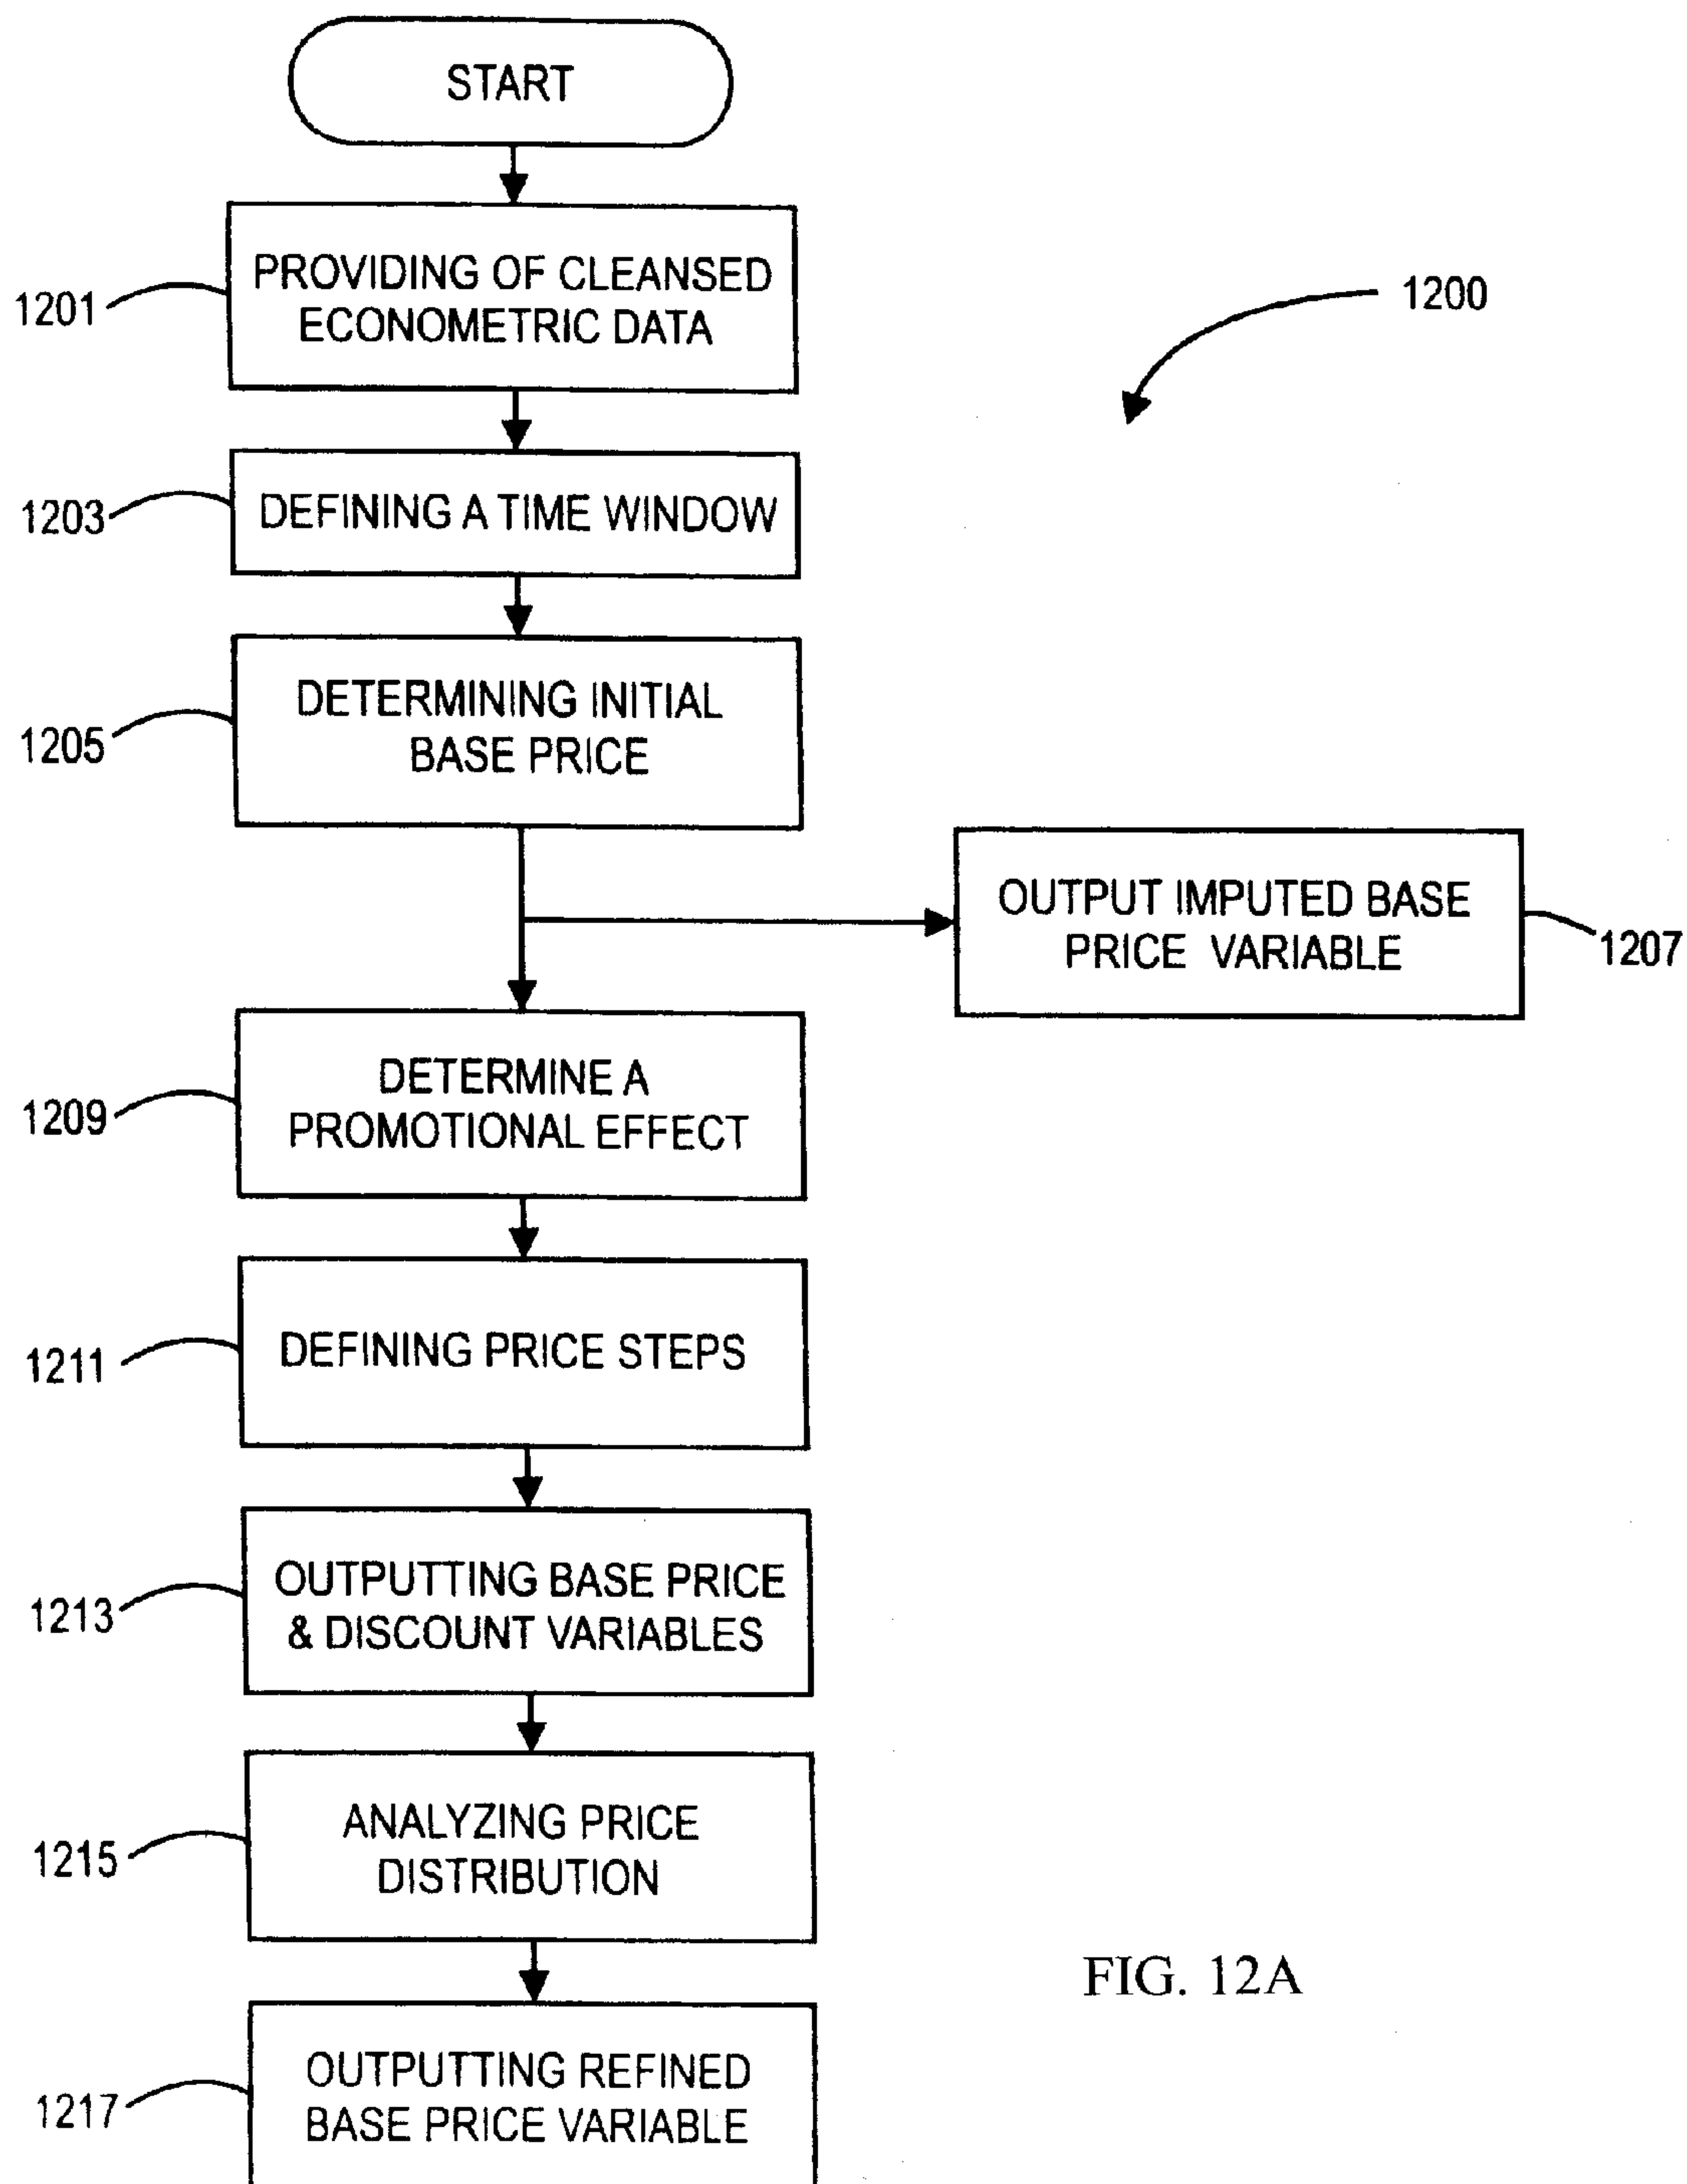 START
1201
PROVIDING OF CLEANSED
ECONOMETRIC DATA
1200
1203
DEFINING A TIME WINDOW
1205
DETERMINING INITIAL
BASE PRICE
OUTPUT IMPUTED BASE
PRICE VARIABLE
1207
1209
DETERMINE A
PROMOTIONAL EFFECT
1211
DEFINING PRICE STEPS
1213
OUTPUTTING BASE PRICE
& DISCOUNT VARIABLES
1215
ANALYZING PRICE
DISTRIBUTION
FIG. 12A
1217
OUTPUTTING REFINED
BASE PRICE VARIABLE